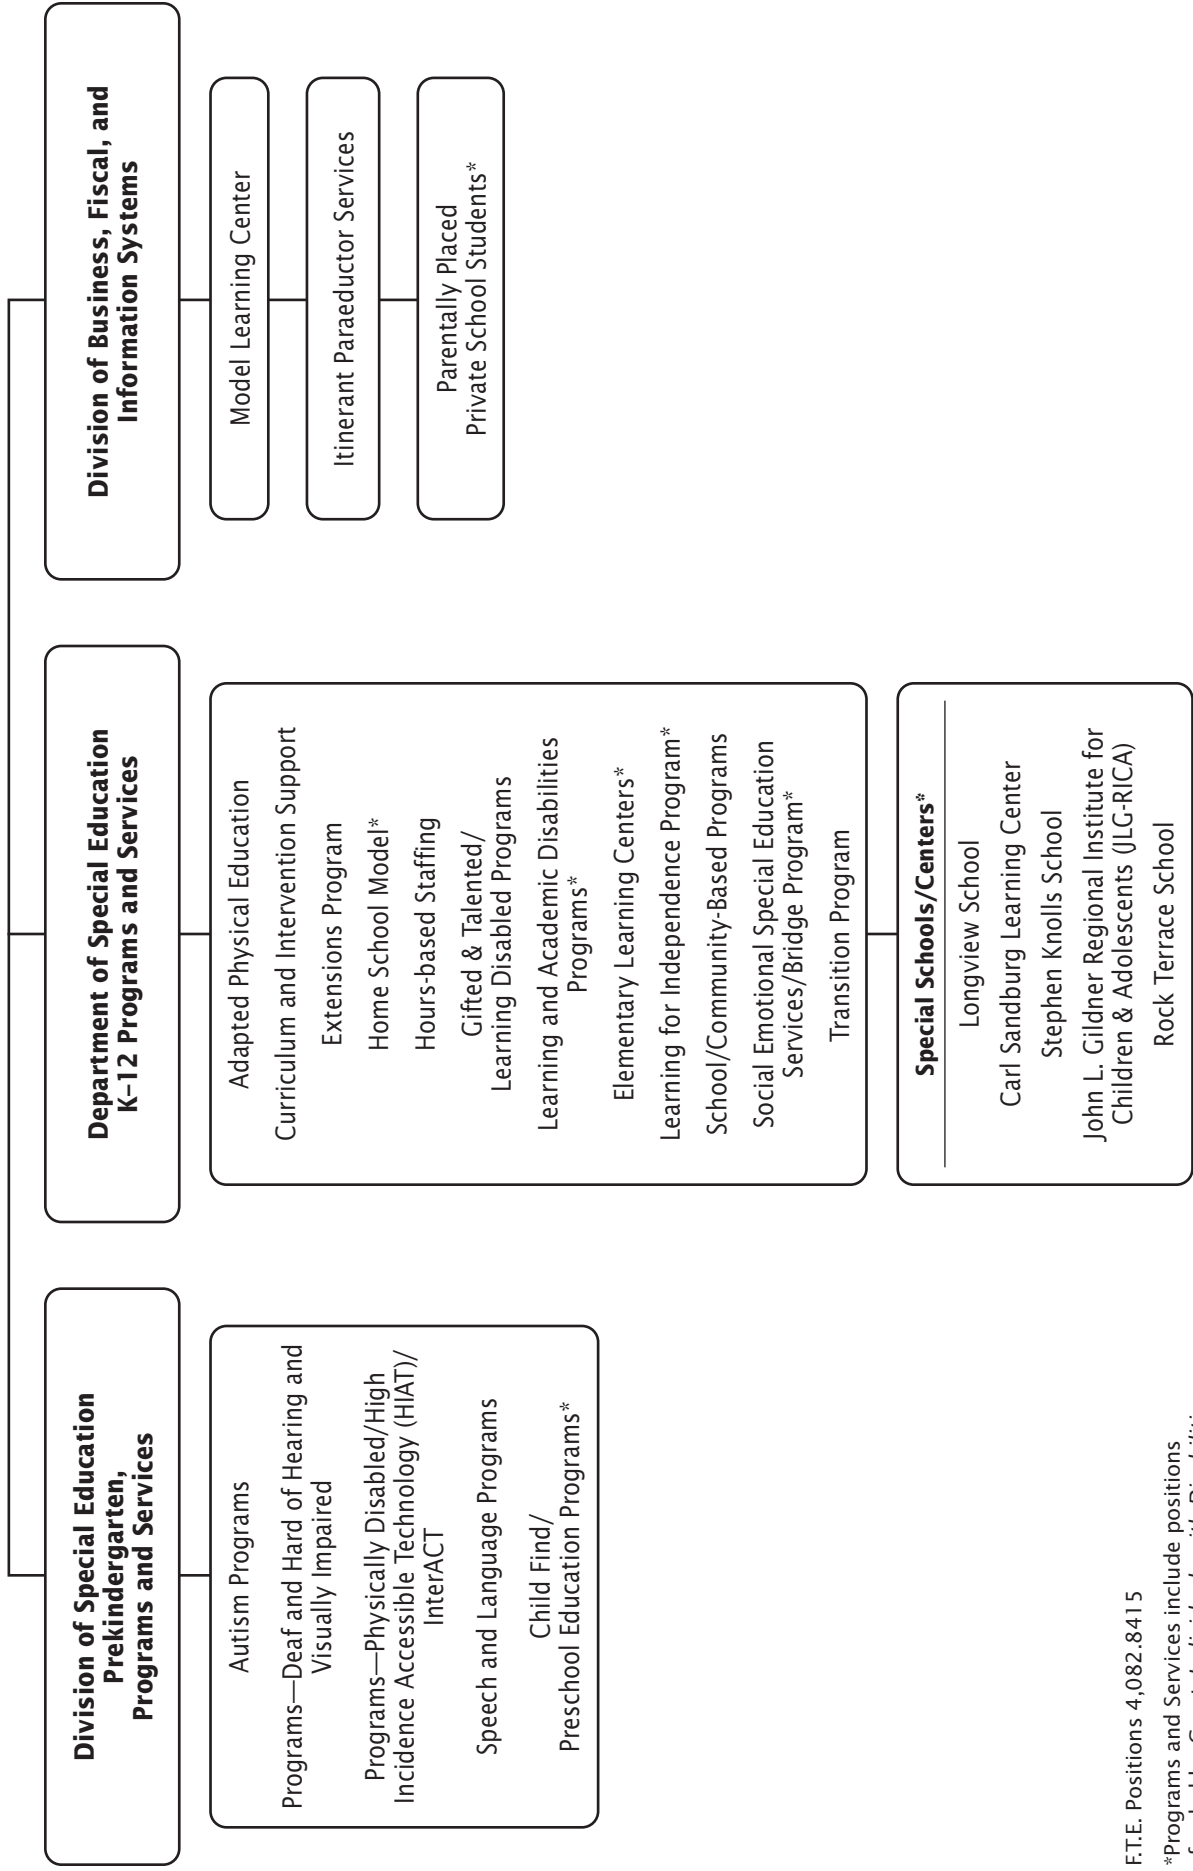 Division of Special Education
Prekindergarten,
Programs and Services
Autism Programs
Programs—Deaf and Hard of Hearing and
Visually Impaired
Programs—Physically Disabled/High
Incidence Accessible Technology (HIAT)/
InterACT
Speech and Language Programs
Child Find/
Preschool Education Programs*
Department of Special Education
K–12 Programs and Services
Adapted Physical Education
Curriculum and Intervention Support
Extensions Program
Home School Model*
Hours-based Staffing
Gifted & Talented/
Learning Disabled Programs
Learning and Academic Disabilities
Programs*
Elementary Learning Centers*
Learning for Independence Program*
School/Community-Based Programs
Social Emotional Special Education
Services/Bridge Program*
Transition Program
Special Schools/Centers*
Longview School
Carl Sandburg Learning Center
Stephen Knolls School
John L. Gildner Regional Institute for
Children & Adolescents (JLG-RICA)
Rock Terrace School
Division of Business, Fiscal, and
Information Systems
Model Learning Center
Itinerant Paraeductor Services
Parentally Placed
Private School Students*
F.T.E. Positions 4,082.8415
*Programs and Services include positions